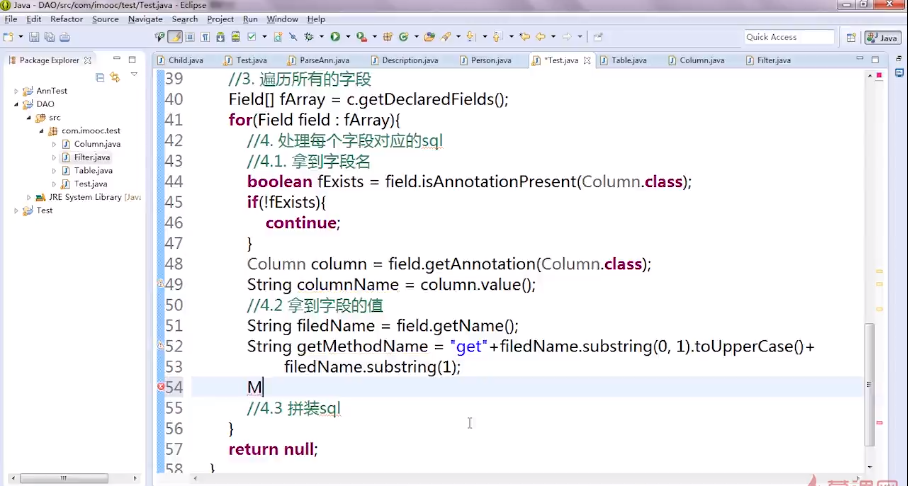 Java - DAO/src/com/imooc/test/Test.java - Eclipse
File Edit Refactor Source Navigate Search Project Run Window Help
Quick Access
Java
Package Explorer
Child.java Test.java ParseAnn.java Description.java Person.java *Test.java Table.java Column.java Filter.java
AnnTest
DAO
src
com.imooc.test
Column.java
Filter.java
Table.java
Test.java
JRE System Library [Java
Test
39 //3. 遍历所有的字段
40 Field[] fArray = c.getDeclaredFields();
41 for(Field field : fArray){
42 //4. 处理每个字段对应的sql
43 //4.1. 拿到字段名
44 boolean fExists = field.isAnnotationPresent(Column.class);
45 if(!fExists){
46 continue;
47 }
48 Column column = field.getAnnotation(Column.class);
49 String columnName = column.value();
50 //4.2 拿到字段的值
51 String filedName = field.getName();
52 String getMethodName = "get"+filedName.substring(0, 1).toUpperCase()+
53 filedName.substring(1);
54 M
55 //4.3 拼装sql
56 }
57 return null;
58 }